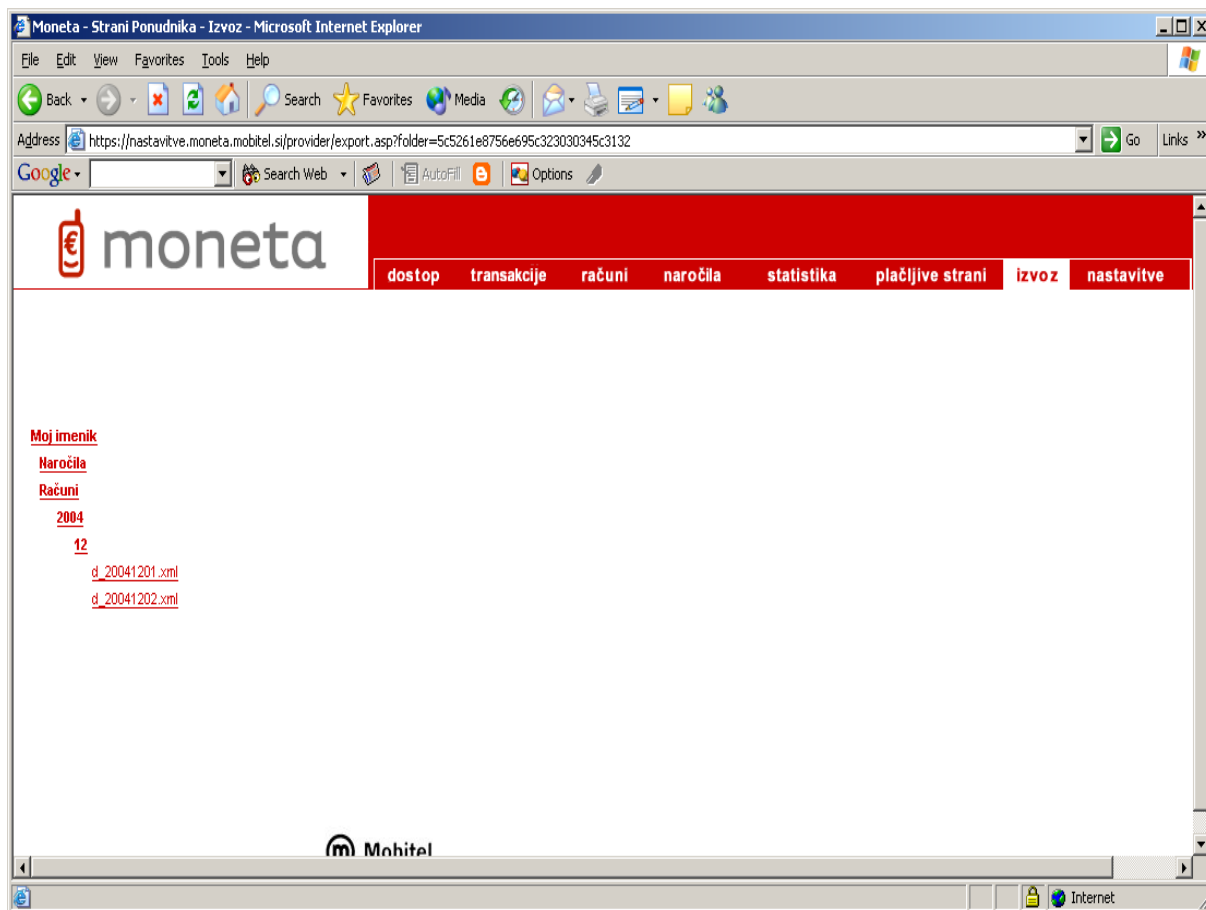 Moneta - Strani Ponudnika - Izvoz - Microsoft Internet Explorer
File Edit View Favorites Tools Help
Back Search Favorites Media
Address https://nastavitve.moneta.mobitel.si/provider/export.asp?folder=5c5261e8756e695c323030345c3132 Go Links »
Google Search Web AutoFill Options
€ moneta
dostop transakcije računi naročila statistika plačljive strani izvoz nastavitve
Moj imenik
Naročila
Računi
2004
12
d_20041201.xml
d_20041202.xml
m Mobitel
Internet